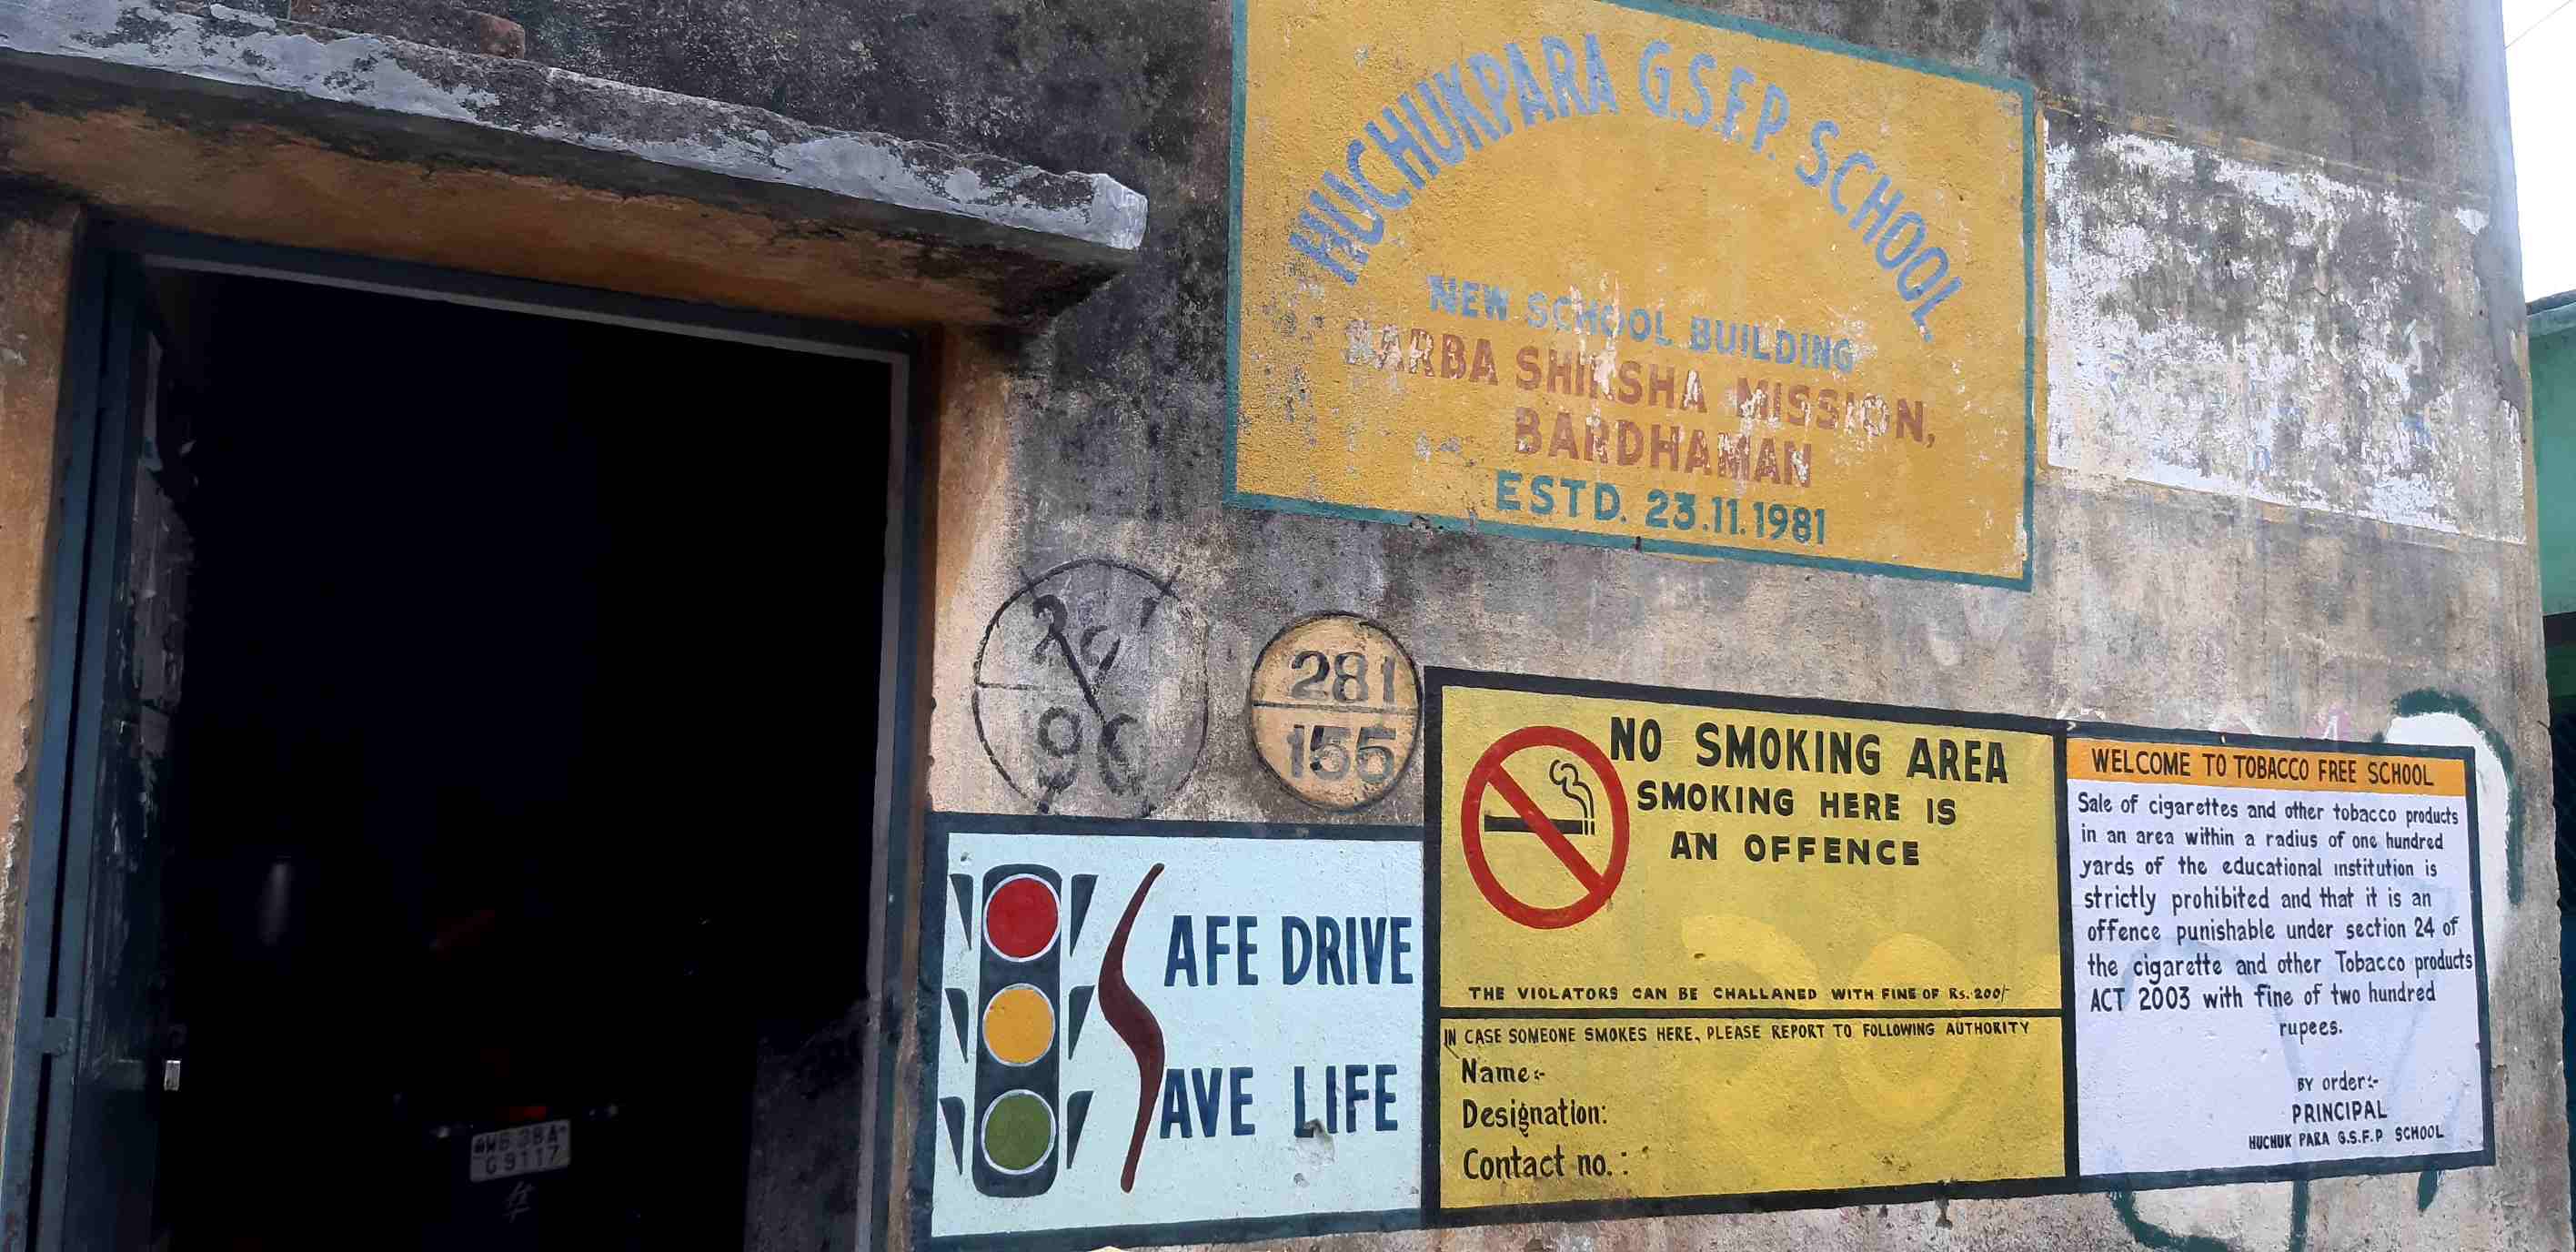 HUCHUKPARA G.S.F.P. SCHOOL
NEW SCHOOL BUILDING
SARBA SHIKSHA MISSION,
BARDHAMAN
ESTD. 23.11.1981
281
155
SAFE DRIVE
SAVE LIFE
NO SMOKING AREA
SMOKING HERE IS
AN OFFENCE
THE VIOLATORS CAN BE CHALLANED WITH FINE OF Rs. 200/-
IN CASE SOMEONE SMOKES HERE, PLEASE REPORT TO FOLLOWING AUTHORITY
Name:-
Designation:
Contact no. :
WELCOME TO TOBACCO FREE SCHOOL
Sale of cigarettes and other tobacco products
in an area within a radius of one hundred
yards of the educational institution is
strictly prohibited and that it is an
offence punishable under section 24 of
the cigarette and other Tobacco products
ACT 2003 with fine of two hundred
rupees.
BY order:-
PRINCIPAL
HUCHUK PARA G.S.F.P SCHOOL
WB 38A
G 9117